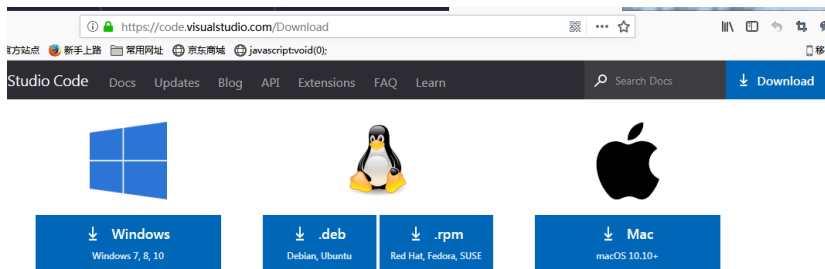 https://code.visualstudio.com/Download
官方站点 新手上路 常用网址 京东商城 javascript:void(0); 移
Studio Code Docs Updates Blog API Extensions FAQ Learn Search Docs Download
Windows .deb .rpm Mac
Windows 7, 8, 10 Debian, Ubuntu Red Hat, Fedora, SUSE macOS 10.10+